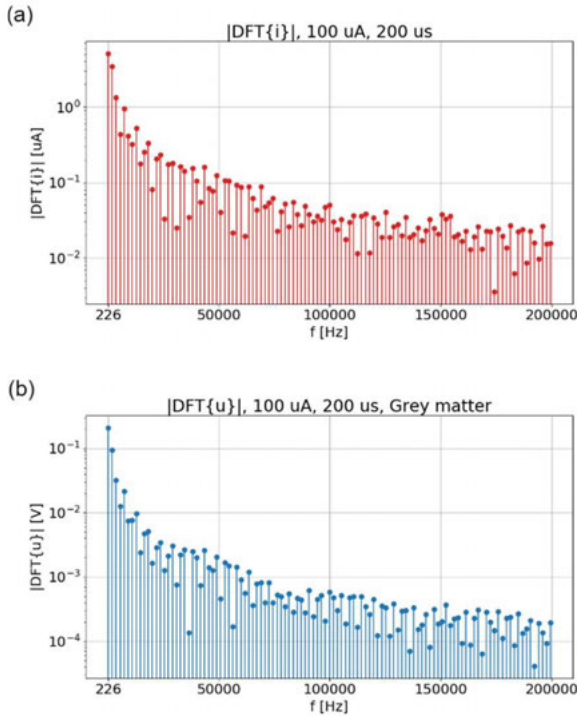 (a)
|DFT{i}|, 100 uA, 200 us
|DFT{i}| [uA]
10⁰
10⁻¹
10⁻²
226 50000 100000 150000 200000
f [Hz]
(b)
|DFT{u}|, 100 uA, 200 us, Grey matter
|DFT{u}| [V]
10⁻¹
10⁻²
10⁻³
10⁻⁴
226 50000 100000 150000 200000
f [Hz]